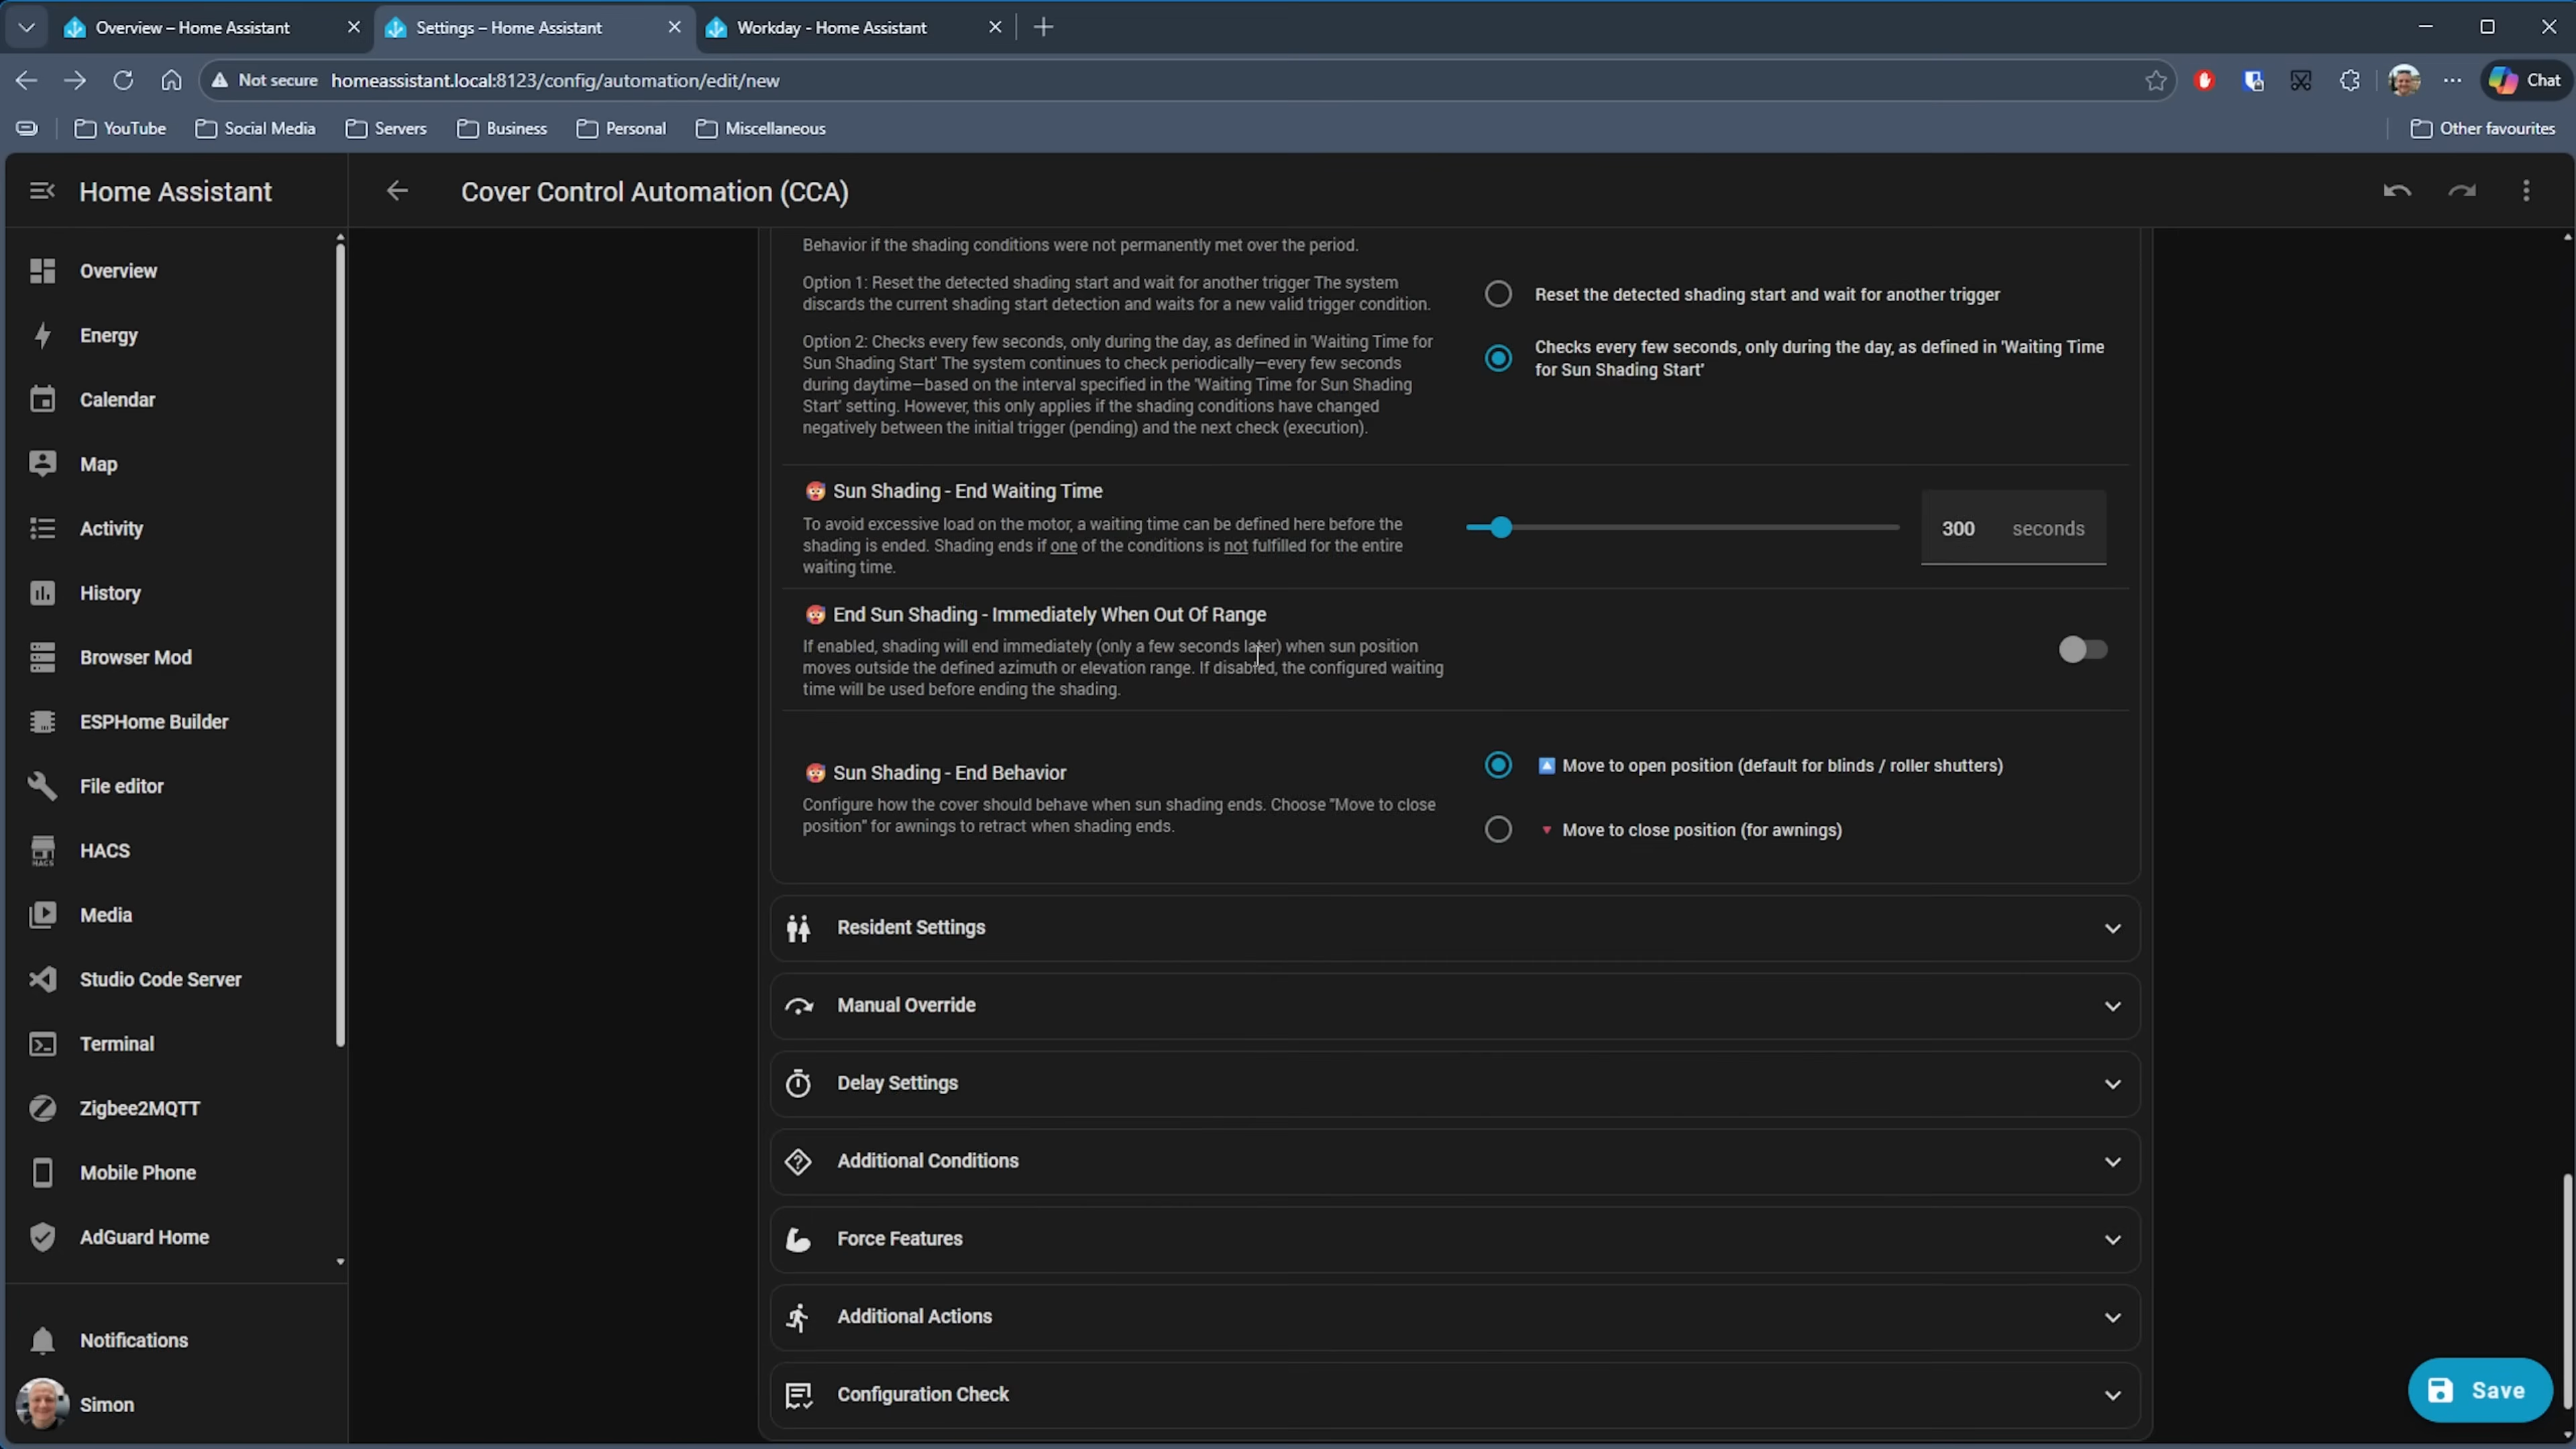 Overview – Home Assistant
Settings – Home Assistant
Workday - Home Assistant
Not secure homeassistant.local:8123/config/automation/edit/new
Chat
YouTube
Social Media
Servers
Business
Personal
Miscellaneous
Other favourites
Home Assistant
Cover Control Automation (CCA)
Overview
Energy
Calendar
Map
Activity
History
Browser Mod
ESPHome Builder
File editor
HACS
Media
Studio Code Server
Terminal
Zigbee2MQTT
Mobile Phone
AdGuard Home
Notifications
Simon
Behavior if the shading conditions were not permanently met over the period.
Option 1: Reset the detected shading start and wait for another trigger The system
discards the current shading start detection and waits for a new valid trigger condition.
Option 2: Checks every few seconds, only during the day, as defined in 'Waiting Time for
Sun Shading Start' The system continues to check periodically—every few seconds
during daytime—based on the interval specified in the 'Waiting Time for Sun Shading
Start' setting. However, this only applies if the shading conditions have changed
negatively between the initial trigger (pending) and the next check (execution).
Reset the detected shading start and wait for another trigger
Checks every few seconds, only during the day, as defined in 'Waiting Time
for Sun Shading Start'
Sun Shading - End Waiting Time
To avoid excessive load on the motor, a waiting time can be defined here before the
shading is ended. Shading ends if one of the conditions is not fulfilled for the entire
waiting time.
300 seconds
End Sun Shading - Immediately When Out Of Range
If enabled, shading will end immediately (only a few seconds later) when sun position
moves outside the defined azimuth or elevation range. If disabled, the configured waiting
time will be used before ending the shading.
Sun Shading - End Behavior
Configure how the cover should behave when sun shading ends. Choose "Move to close
position" for awnings to retract when shading ends.
Move to open position (default for blinds / roller shutters)
Move to close position (for awnings)
Resident Settings
Manual Override
Delay Settings
Additional Conditions
Force Features
Additional Actions
Configuration Check
Save